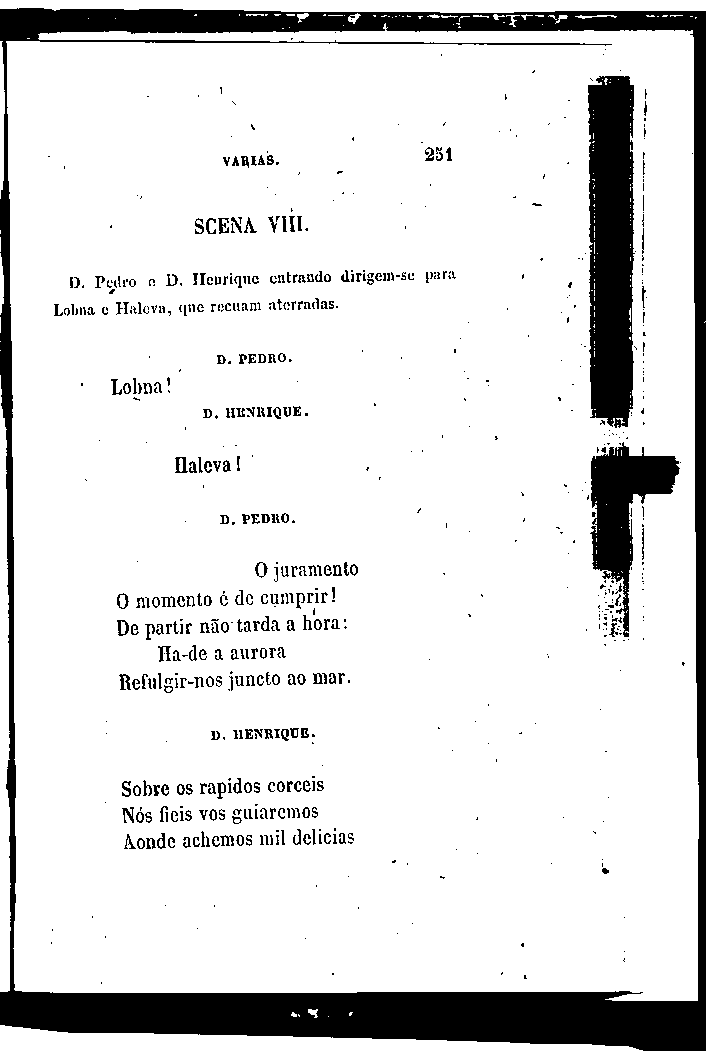 VARIAS. 251
SCENA VIII.
D. Pedro e D. Henrique entrando dirigem-se para
Lobna e Haleva, que recuam aterradas.
D. PEDRO.
Lobna!
D. HENRIQUE.
Haleva!
D. PEDRO.
O juramento
O momento é de cumprir!
De partir não tarda a hora:
Ha-de a aurora
Refulgir-nos juncto ao mar.
D. HENRIQUE.
Sobre os rapidos corceis
Nós fieis vos guiaremos
Aonde achemos mil delicias